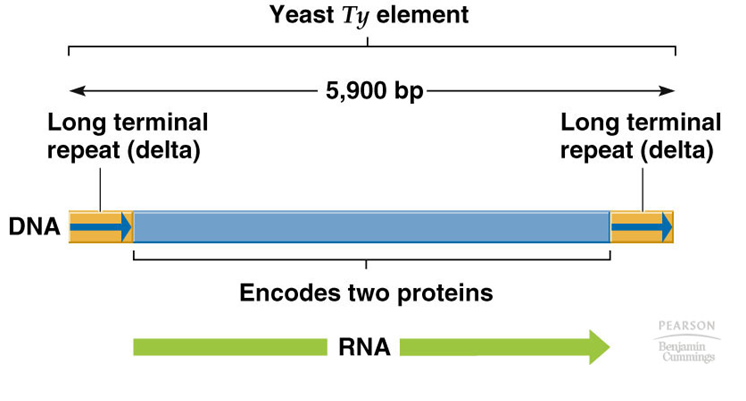 Yeast Ty element
5,900 bp
Long terminal
repeat (delta)
Long terminal
repeat (delta)
DNA
Encodes two proteins
RNA
PEARSON
Benjamin
Cummings